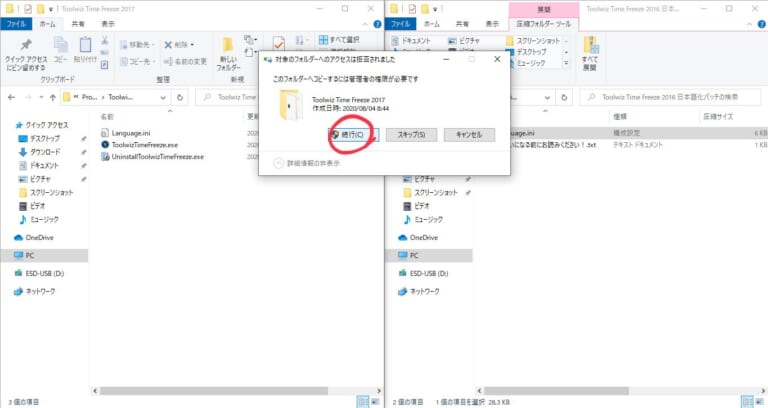 Toolwiz Time Freeze 2017
ファイル
ホーム
共有
表示
クイック アクセス
にピン留めする
コピー
貼り付け
移動先
コピー先
削除
名前の変更
新しい
フォルダー
すべて選択
クリップボード
整理
新規
Pro...
Toolwi...
名前
クイック アクセス
デスクトップ
ダウンロード
ドキュメント
ピクチャ
スクリーンショット
ビデオ
ミュージック
OneDrive
PC
ESD-USB (D:)
ネットワーク
Language.ini
ToolwizTimeFreeze.exe
UninstallToolwizTimeFreeze.exe
3 個の項目
対象のフォルダーへのアクセスは拒否されました
このフォルダーへコピーするには管理者の権限が必要です
Toolwiz Time Freeze 2017
作成日時: 2020/08/04 8:44
続行(C)
スキップ(S)
キャンセル
詳細情報の非表示
展開
Toolwiz Time Freeze 2016 日本...
ファイル
ホーム
共有
表示
圧縮フォルダー ツール
ドキュメント
ピクチャ
スクリーンショット
デスクトップ
ビデオ
ダウンロード
ミュージック
すべて
展開
Toolwiz Time Freeze 2016 日本語化パッチの検索
種類
圧縮サイズ
uage.ini
構成設定
6 KB
いになる前にお読みください！.txt
テキスト ドキュメント
ピクチャ
スクリーンショット
ビデオ
ミュージック
OneDrive
PC
ESD-USB (D:)
ネットワーク
2 個の項目
1 個の項目を選択 28.3 KB